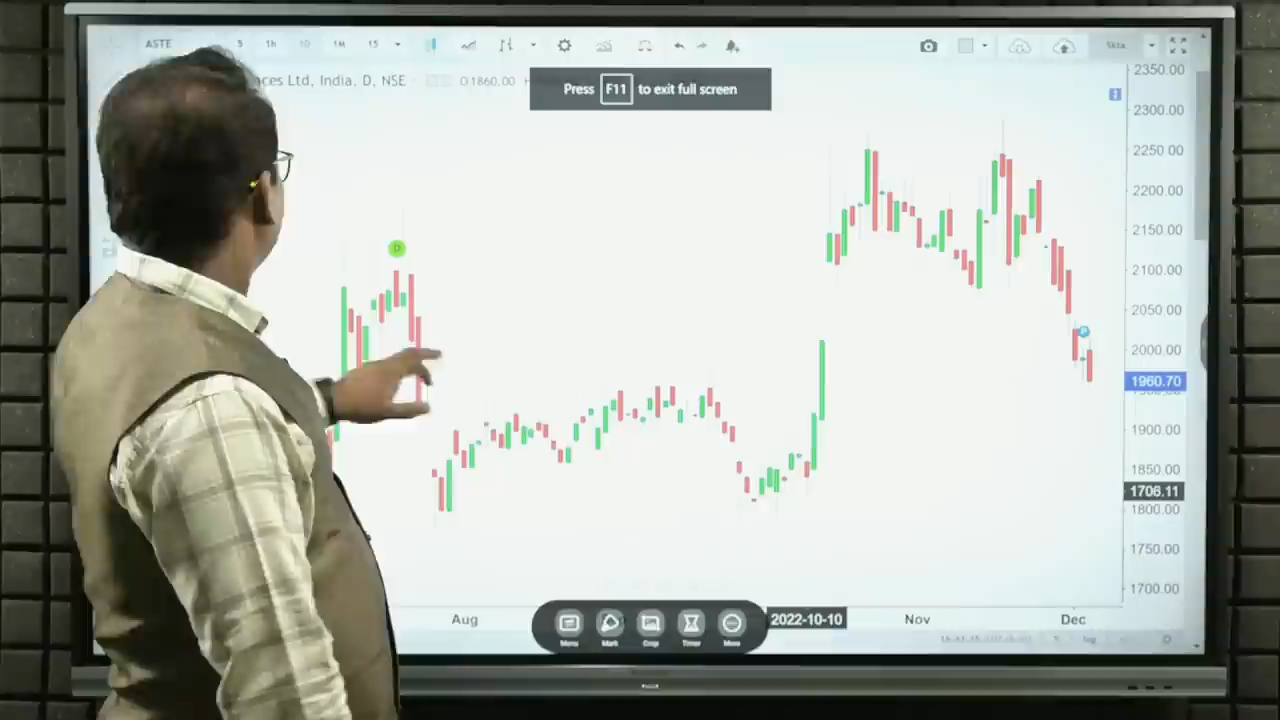 ASTE 5 1h 1D 1M 15
ces Ltd, India, D, NSE O1860.00
Press F11 to exit full screen
D
P
2350.00
2300.00
2250.00
2200.00
2150.00
2100.00
2050.00
2000.00
1960.70
1900.00
1850.00
1706.11
1800.00
1750.00
1700.00
Aug 2022-10-10 Nov Dec
Menu Mark Crop Timer More
log